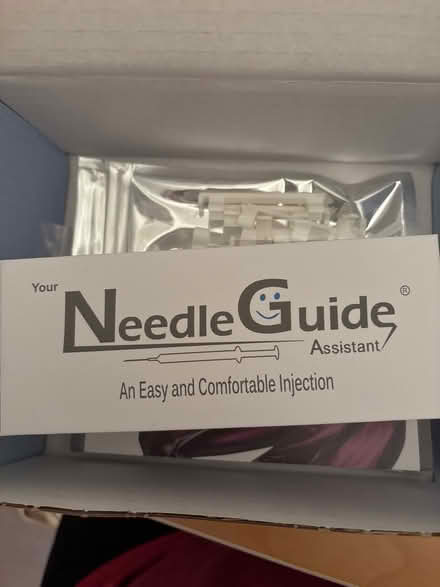 Your
NeedleGuide®
Assistant
An Easy and Comfortable Injection